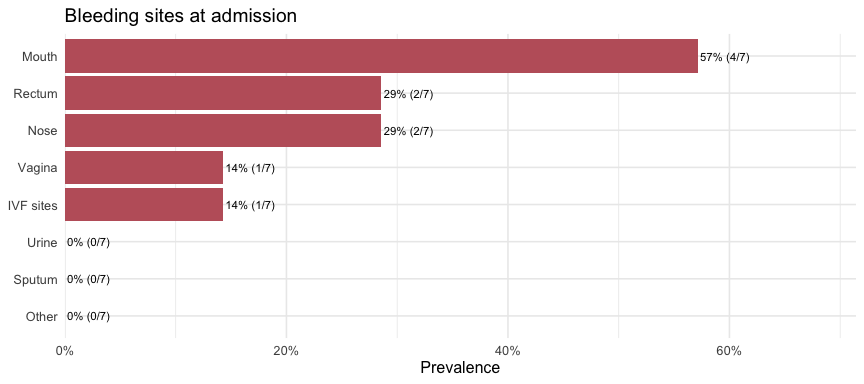 Bleeding sites at admission
Mouth 57% (4/7)
Rectum 29% (2/7)
Nose 29% (2/7)
Vagina 14% (1/7)
IVF sites 14% (1/7)
Urine 0% (0/7)
Sputum 0% (0/7)
Other 0% (0/7)
0% 20% 40% 60%
Prevalence